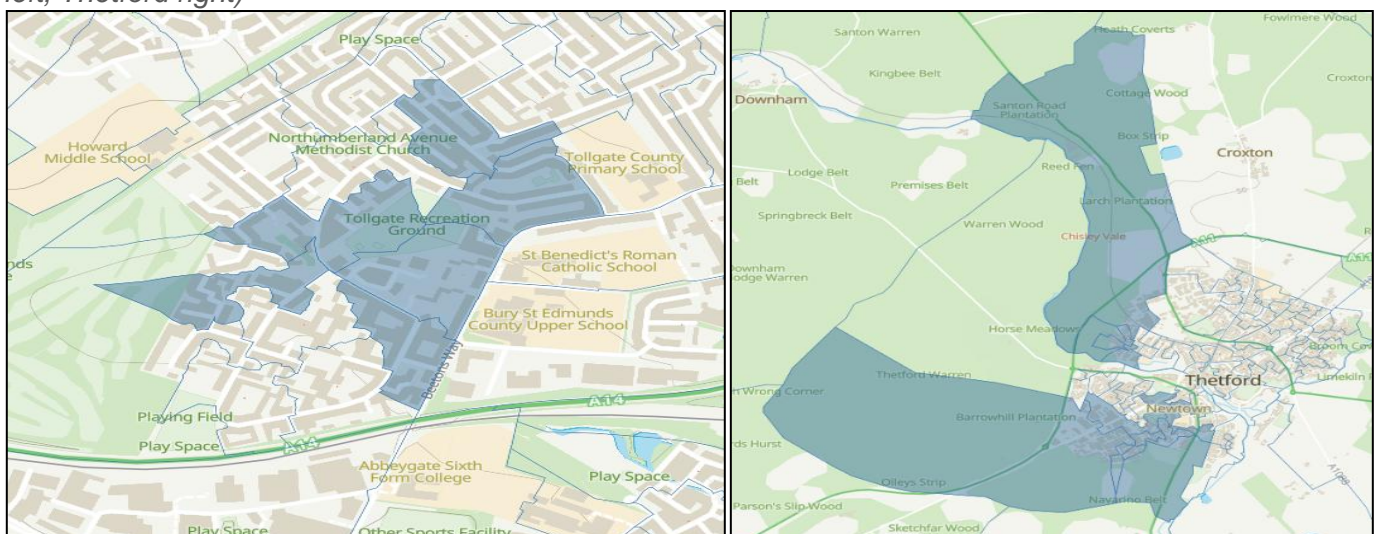 left, Thetford right)
Play Space
Howard
Middle School
Northumberland Avenue
Methodist Church
Tollgate County
Primary School
Tollgate Recreation
Ground
St Benedict's Roman
Catholic School
Bury St Edmunds
County Upper School
Bettons Way
Playing Field
Play Space
A14
A14
Abbeygate Sixth
Form College
Play Space
Play Space
Other Sports Facility
Santon Warren
Heath Coverts
Fowlmere Wood
Kingbee Belt
Croxton
Downham
Cottage Wood
Santon Road
Plantation
Box Strip
Croxton
Lodge Belt
Reed Fen
Belt
Premises Belt
Larch Plantation
Springbreck Belt
Warren Wood
Chisley Vale
A11
Downham
Lodge Warren
Horse Meadows
Thetford Warren
Thetford
Limekiln
Wrong Corner
Barrowhill Plantation
Newtown
Olleys Strip
A1088
Parson's Slip Wood
Navarino Belt
Sketchfar Wood